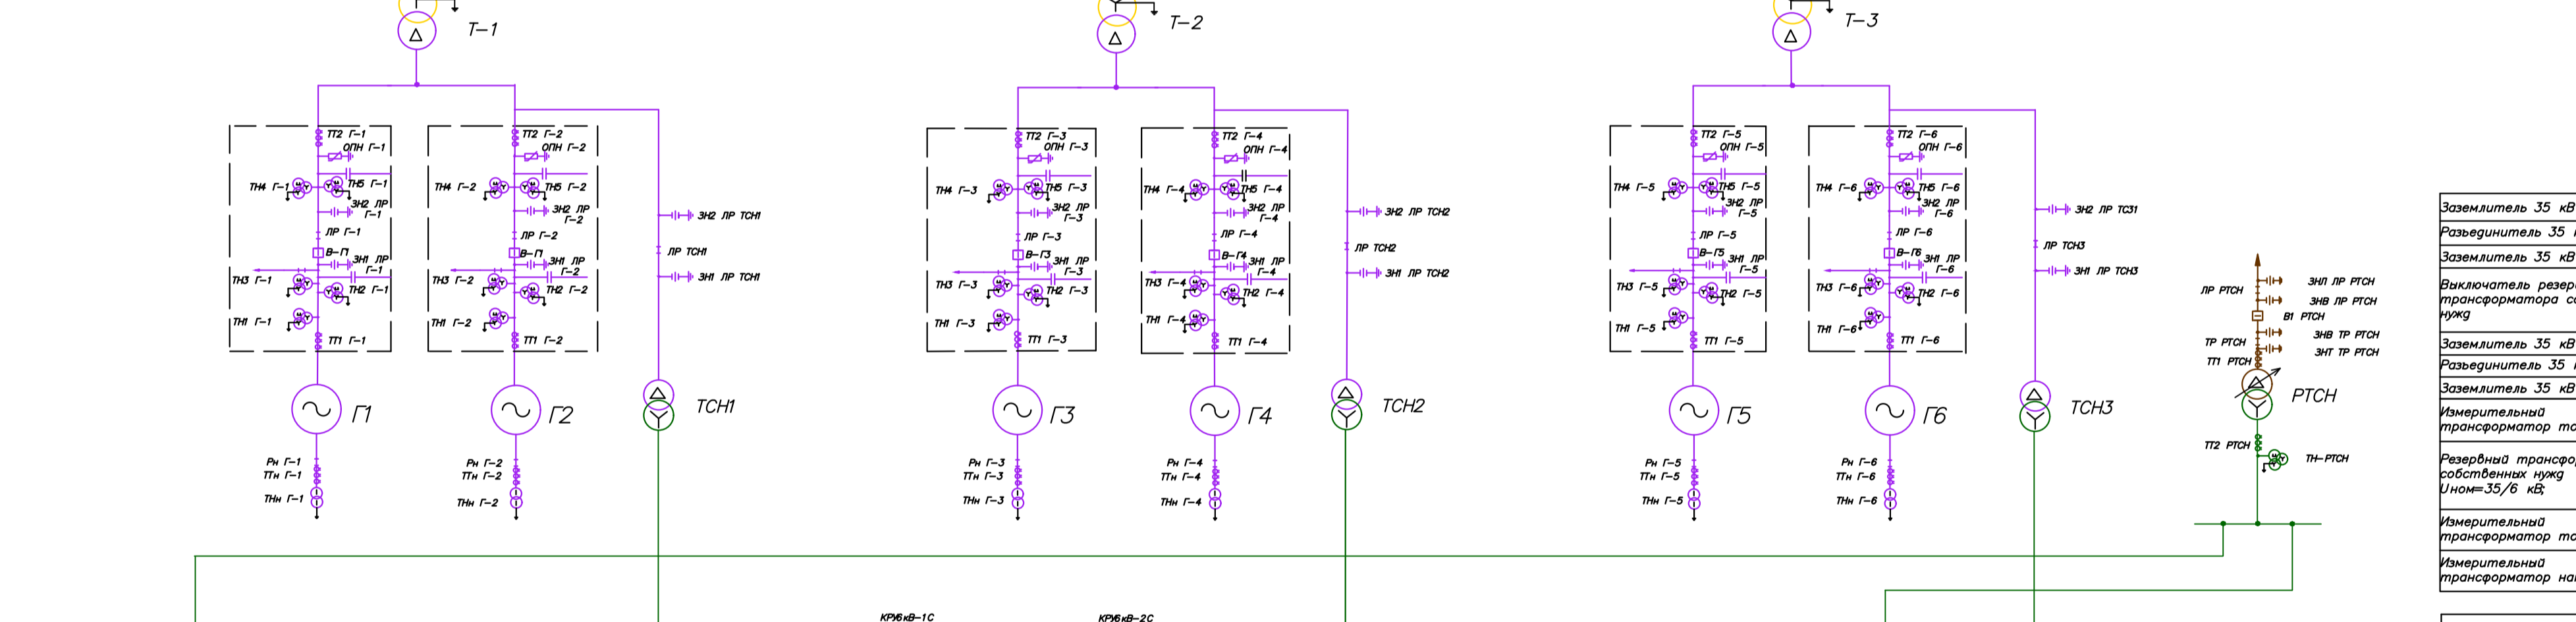 Т-1
Т-2
Т-3
ТТ2 Г-1
ОПН Г-1
ТН4 Г-1
ТН5 Г-1
ЗН2 ЛР
Г-1
ЛР Г-1
В-Г1
ЗН1 ЛР
Г-1
ТН3 Г-1
ТН2 Г-1
ТН1 Г-1
ТТ1 Г-1
Г1
Рн Г-1
ТТн Г-1
ТНн Г-1
ТТ2 Г-2
ОПН Г-2
ТН4 Г-2
ТН5 Г-2
ЗН2 ЛР
Г-2
ЛР Г-2
В-Г1
ЗН1 ЛР
Г-2
ТН3 Г-2
ТН2 Г-2
ТН1 Г-2
ТТ1 Г-2
Г2
Рн Г-2
ТТн Г-2
ТНн Г-2
ЗН2 ЛР ТСН1
ЛР ТСН1
ЗН1 ЛР ТСН1
ТСН1
ТТ2 Г-3
ОПН Г-3
ТН4 Г-3
ТН5 Г-3
ЗН2 ЛР
Г-3
ЛР Г-3
В-Г3
ЗН1 ЛР
Г-3
ТН3 Г-3
ТН2 Г-3
ТН1 Г-3
ТТ1 Г-3
Г3
Рн Г-3
ТТн Г-3
ТНн Г-3
ТТ2 Г-4
ОПН Г-4
ТН4 Г-4
ТН5 Г-4
ЗН2 ЛР
Г-4
ЛР Г-4
В-Г4
ЗН1 ЛР
Г-4
ТН3 Г-4
ТН2 Г-4
ТН1 Г-4
ТТ1 Г-4
Г4
Рн Г-4
ТТн Г-4
ТНн Г-4
ЗН2 ЛР ТСН2
ЛР ТСН2
ЗН1 ЛР ТСН2
ТСН2
ТТ2 Г-5
ОПН Г-5
ТН4 Г-5
ТН5 Г-5
ЗН2 ЛР
Г-5
ЛР Г-5
В-Г5
ЗН1 ЛР
Г-5
ТН3 Г-5
ТН2 Г-5
ТН1 Г-5
ТТ1 Г-5
Г5
Рн Г-5
ТТн Г-5
ТНн Г-5
ТТ2 Г-6
ОПН Г-6
ТН4 Г-6
ТН5 Г-6
ЗН2 ЛР
Г-6
ЛР Г-6
В-Г6
ЗН1 ЛР
Г-6
ТН3 Г-6
ТН2 Г-6
ТН1 Г-6
ТТ1 Г-6
Г6
Рн Г-6
ТТн Г-6
ТНн Г-6
ЗН2 ЛР ТСЗ1
ЛР ТСН3
ЗН1 ЛР ТСН3
ТСН3
ЗНЛ ЛР РТСН
ЛР РТСН
ЗНВ ЛР РТСН
В1 РТСН
ЗНВ ТР РТСН
ТР РТСН
ЗНТ ТР РТСН
ТТ1 РТСН
РТСН
ТТ2 РТСН
ТН-РТСН
КРУ6кВ-1С
КРУ6кВ-2С
Заземлитель 35 кВ
Разъединитель 35
Заземлитель 35 кВ
Выключатель
трансформатора
нужд
Заземлитель 35 кВ
Разьединитель 35
Заземлитель 35 кВ
Измерительный
трансформатор
Резервный
собственных нужд
Uном=35/6 кВ;
Измерительный
трансформатор
Измерительный
трансформатор